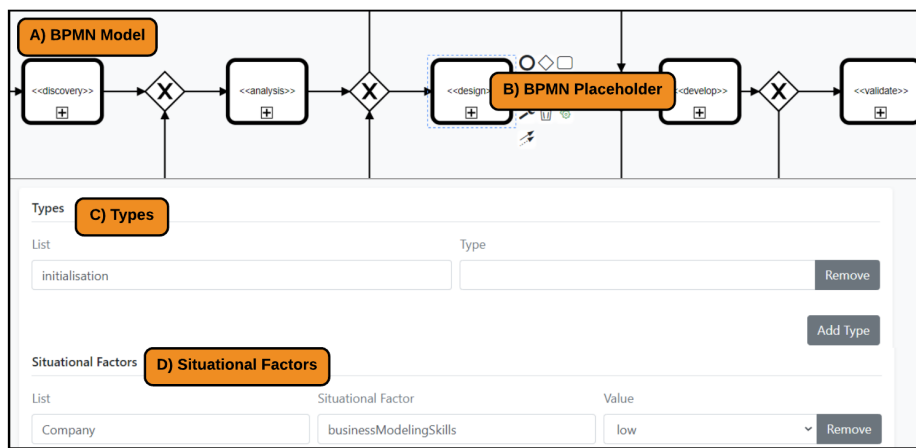 A) BPMN Model
<<discovery>>
X
<<analysis>>
X
<<design>
B) BPMN Placeholder
<<develop>>
X
<<validate>>
Types
C) Types
List
Type
initialisation
Remove
Add Type
Situational Factors
D) Situational Factors
List
Situational Factor
Value
Company
businessModelingSkills
low
Remove